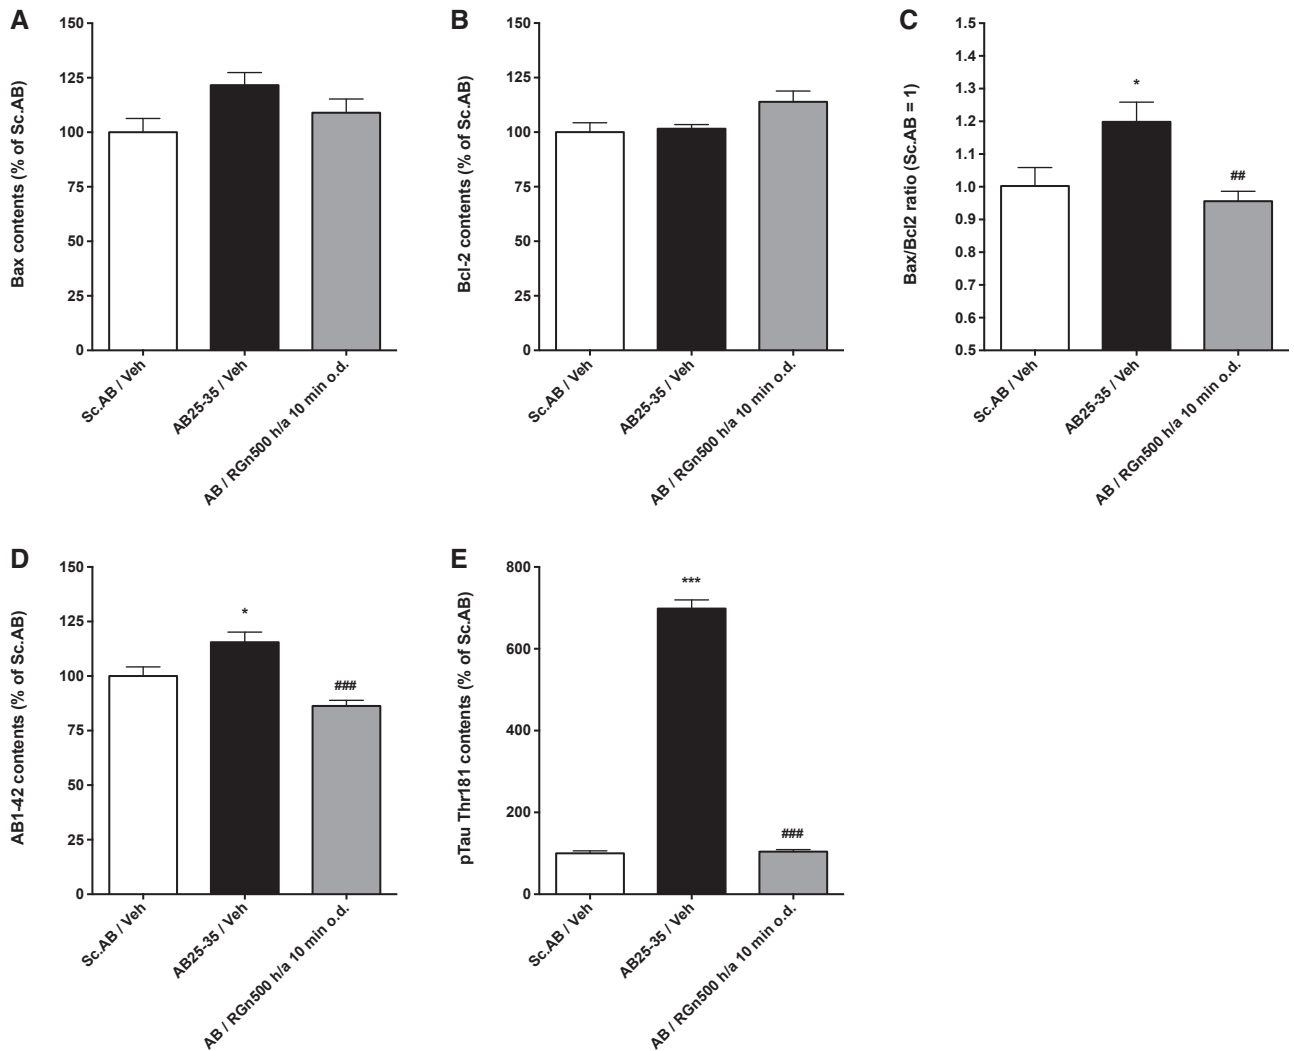 A
Bax contents (% of Sc.AB)
150
125
100
75
50
25
0
Sc.AB / Veh
AB25-35 / Veh
AB / RGn500 h/a 10 min o.d.
B
Bcl-2 contents (% of Sc.AB)
150
125
100
75
50
25
0
Sc.AB / Veh
AB25-35 / Veh
AB / RGn500 h/a 10 min o.d.
C
Bax/Bcl2 ratio (Sc.AB = 1)
1.5
1.4
1.3
1.2
1.1
1.0
0.9
0.8
0.7
0.6
0.5
*
##
Sc.AB / Veh
AB25-35 / Veh
AB / RGn500 h/a 10 min o.d.
D
AB1-42 contents (% of Sc.AB)
150
125
100
75
50
25
0
*
###
Sc.AB / Veh
AB25-35 / Veh
AB / RGn500 h/a 10 min o.d.
E
pTau Thr181 contents (% of Sc.AB)
800
600
400
200
0
***
###
Sc.AB / Veh
AB25-35 / Veh
AB / RGn500 h/a 10 min o.d.